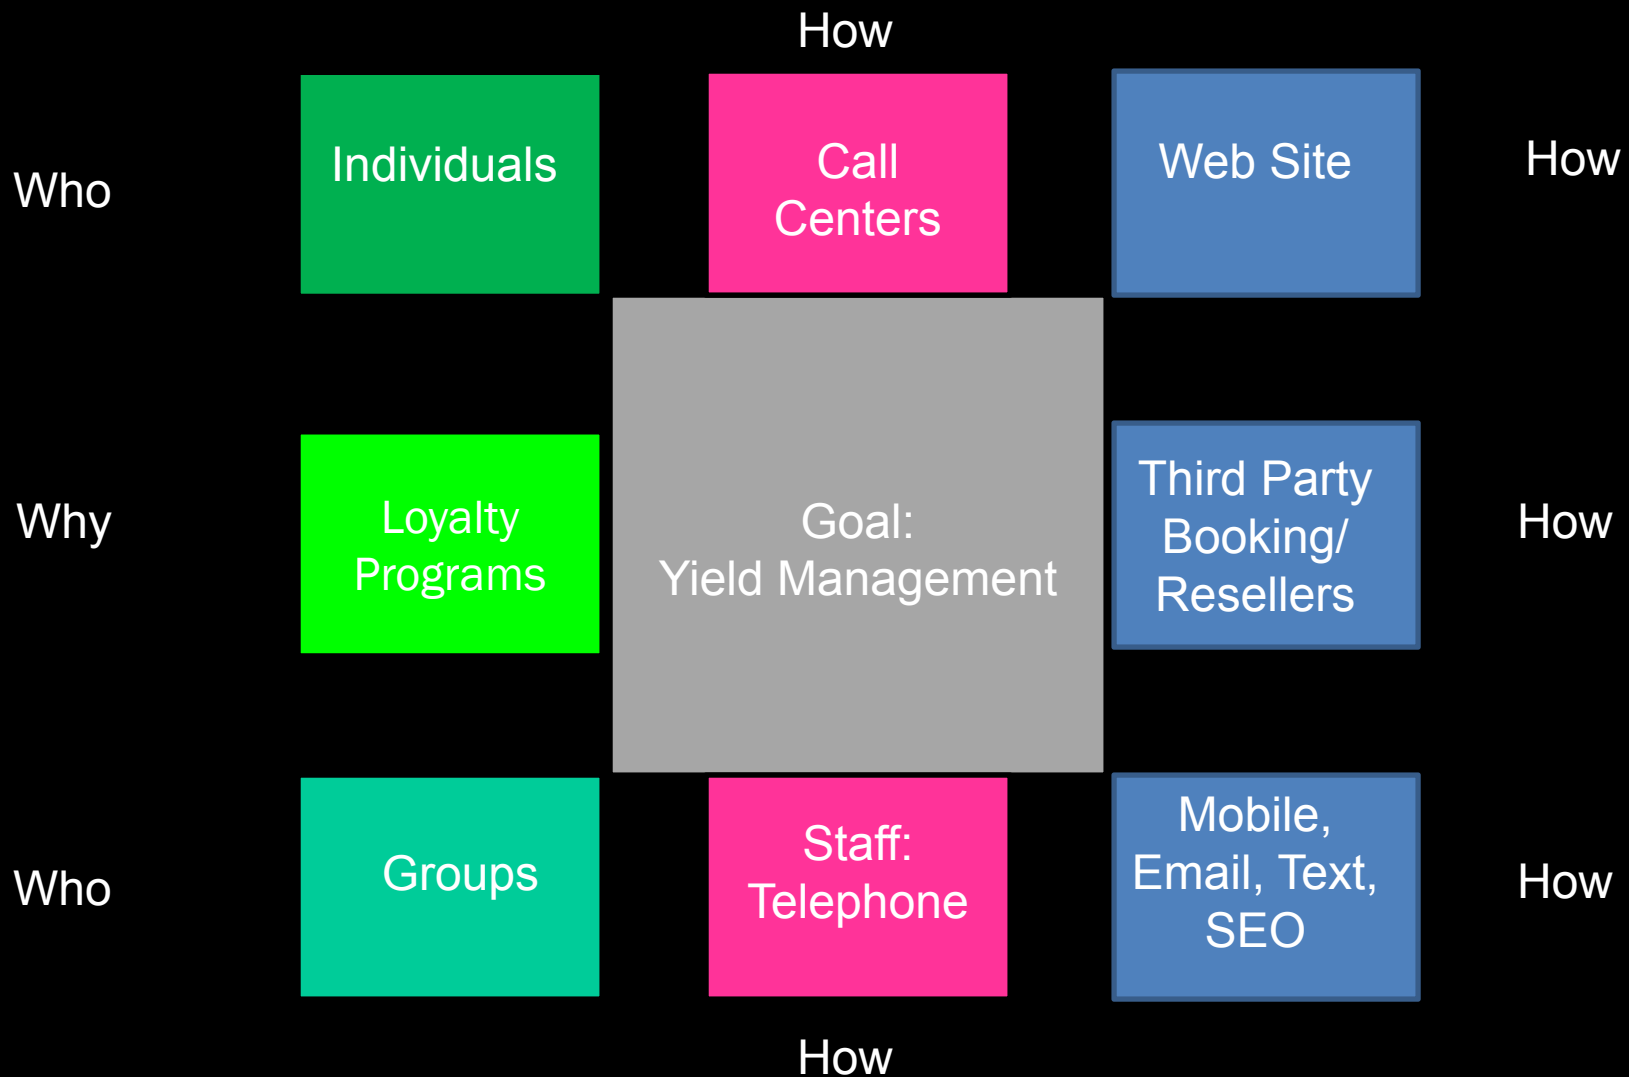 How
Who
Individuals
Call
Centers
Web Site
How
Why
Loyalty
Programs
Goal:
Yield Management
Third Party
Booking/
Resellers
How
Who
Groups
Staff:
Telephone
Mobile,
Email, Text,
SEO
How
How